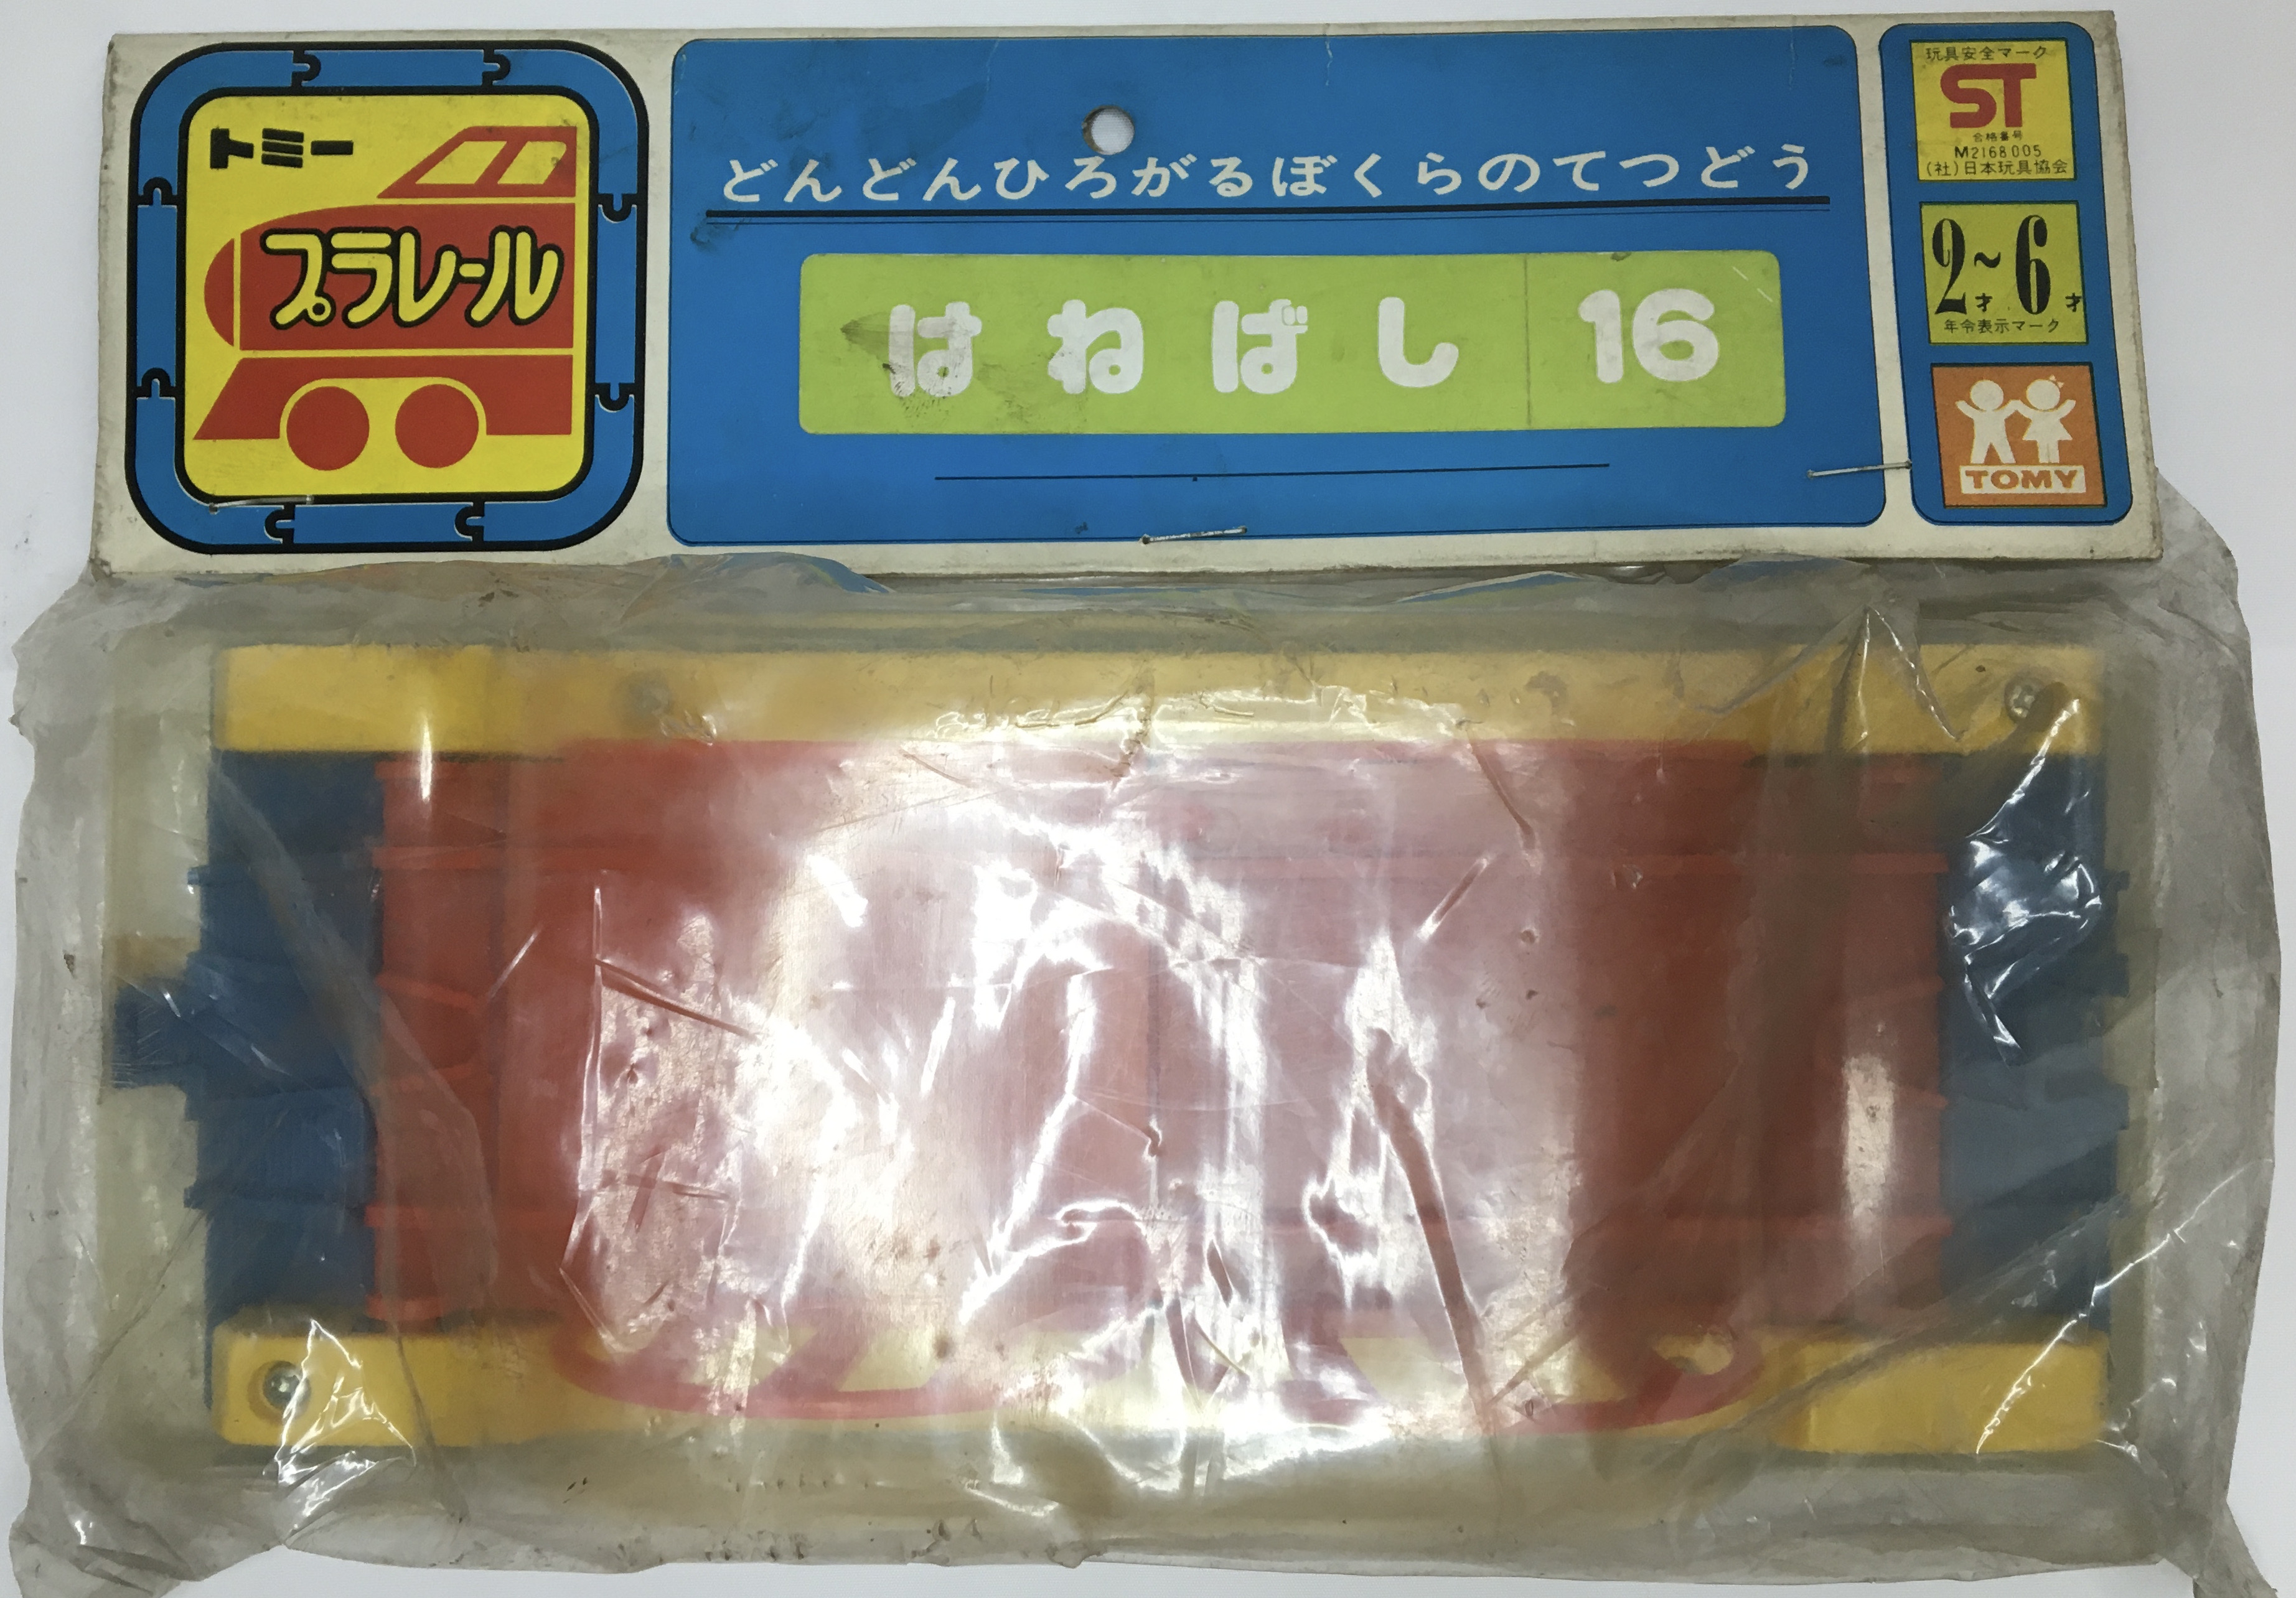 トミー
プラレール
どんどんひろがるぼくらのてつどう
はねばし 16
玩具安全マーク
ST
合格番号
M2168005
(社)日本玩具協会
2才~6才
年令表示マーク
TOMY